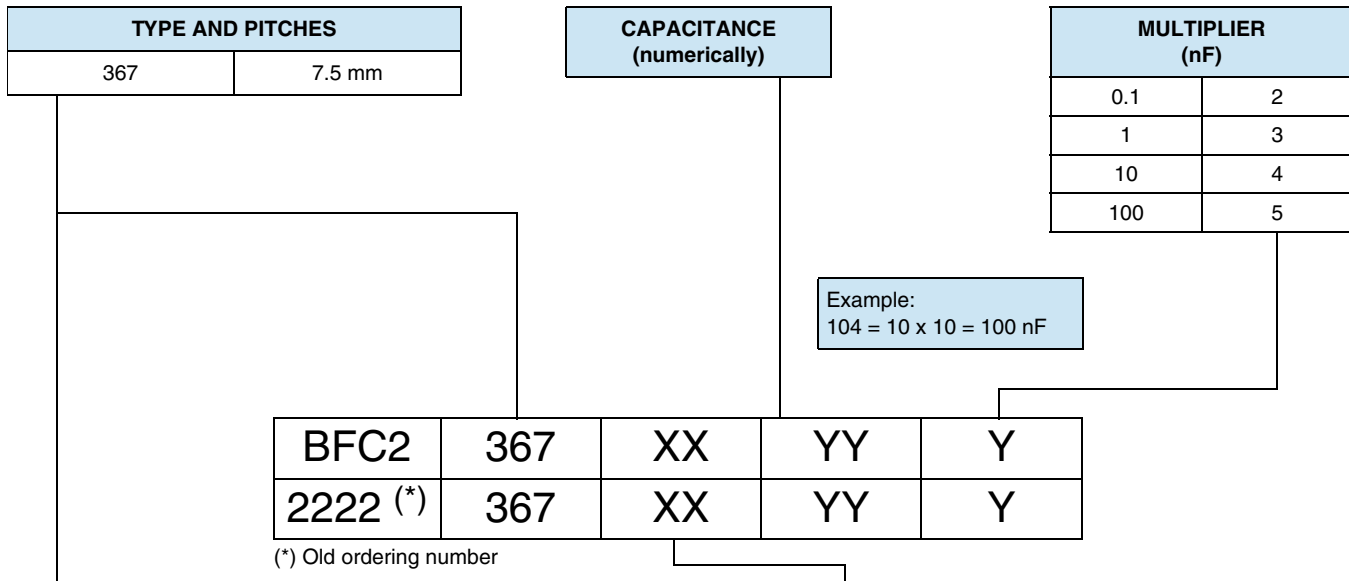 TYPE AND PITCHES
367 7.5 mm
CAPACITANCE
(numerically)
MULTIPLIER
(nF)
0.1 2
1 3
10 4
100 5
Example:
104 = 10 x 10 = 100 nF
BFC2 367 XX YY Y
2222 (*) 367 XX YY Y
(*) Old ordering number